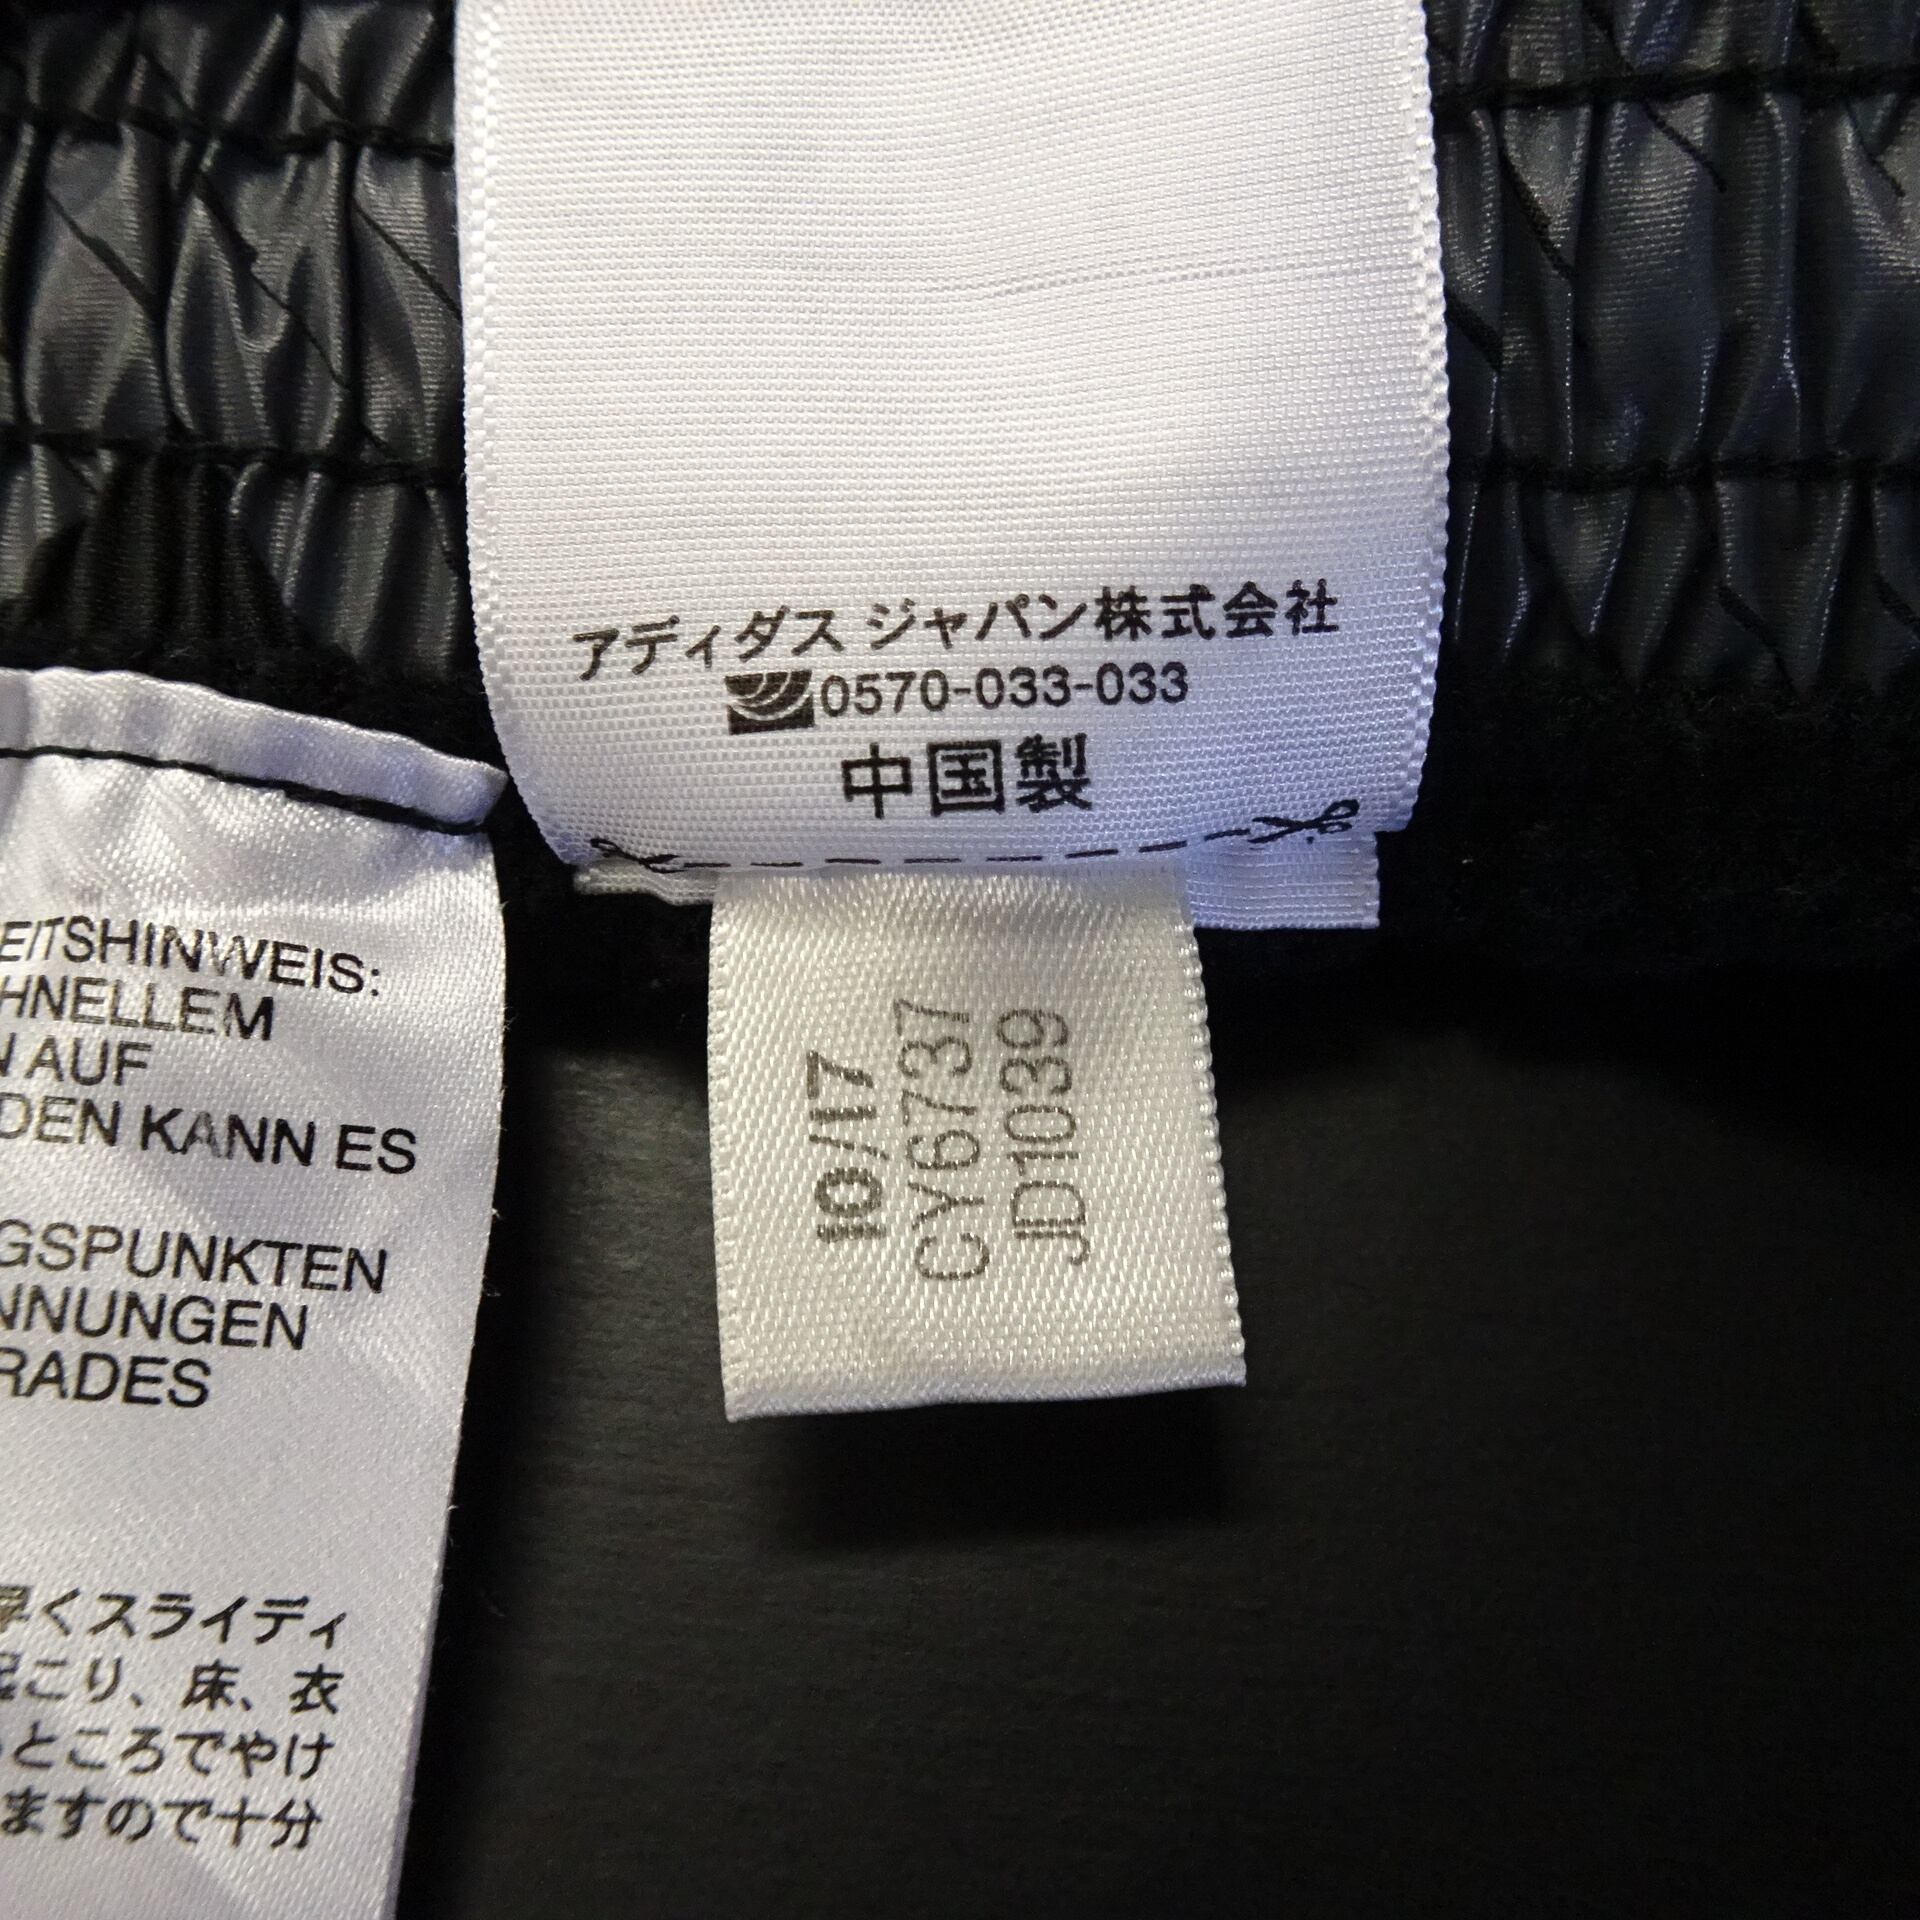 アディダス ジャパン株式会社
0570-033-033
中国製
10/17
CY6737
JD1039
EITSHINWEIS:
HNELLEM
N AUF
DEN KANN ES
GSPUNKTEN
NNUNGEN
RADES
早くスライディ
起こり、床、衣
ところでやけ
ますので十分